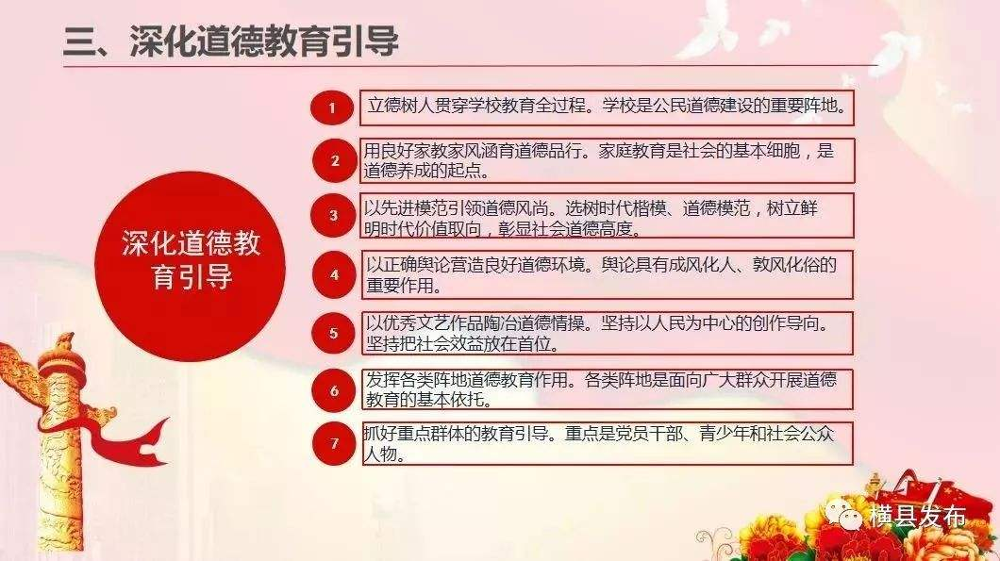 三、深化道德教育引导
深化道德教
育引导
1
立德树人贯穿学校教育全过程。学校是公民道德建设的重要阵地。
2
用良好家教家风涵育道德品行。家庭教育是社会的基本细胞，是
道德养成的起点。
3
以先进模范引领道德风尚。选树时代楷模、道德模范，树立鲜
明时代价值取向，彰显社会道德高度。
4
以正确舆论营造良好道德环境。舆论具有成风化人、敦风化俗的
重要作用。
5
以优秀文艺作品陶冶道德情操。坚持以人民为中心的创作导向。
坚持把社会效益放在首位。
6
发挥各类阵地道德教育作用。各类阵地是面向广大群众开展道德
教育的基本依托。
7
抓好重点群体的教育引导。重点是党员干部、青少年和社会公众
人物。
横县发布